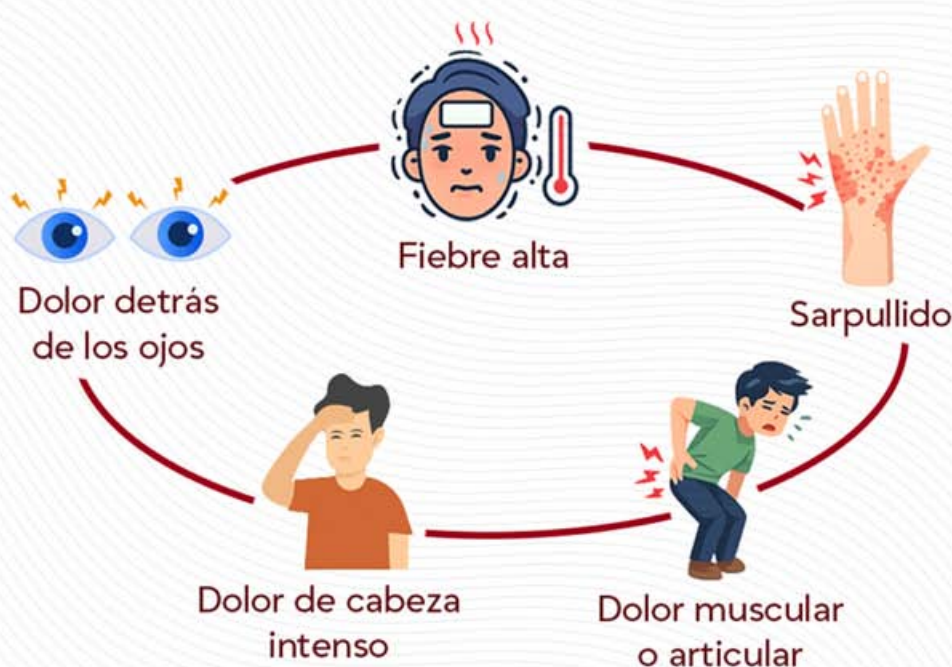 Fiebre alta
Dolor detrás
de los ojos
Sarpullido
Dolor de cabeza
intenso
Dolor muscular
o articular